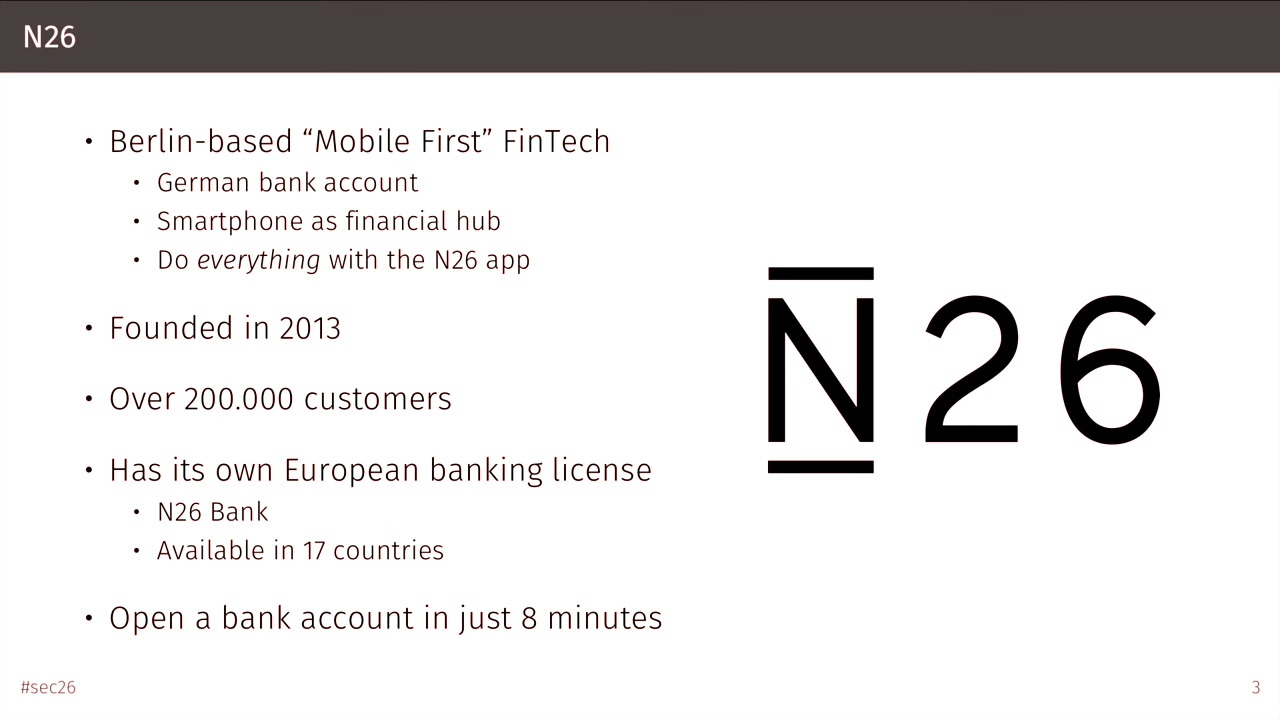 N26
• Berlin-based “Mobile First” FinTech
• German bank account
• Smartphone as financial hub
• Do everything with the N26 app
• Founded in 2013
• Over 200.000 customers
• Has its own European banking license
• N26 Bank
• Available in 17 countries
• Open a bank account in just 8 minutes
N26
#sec26
3